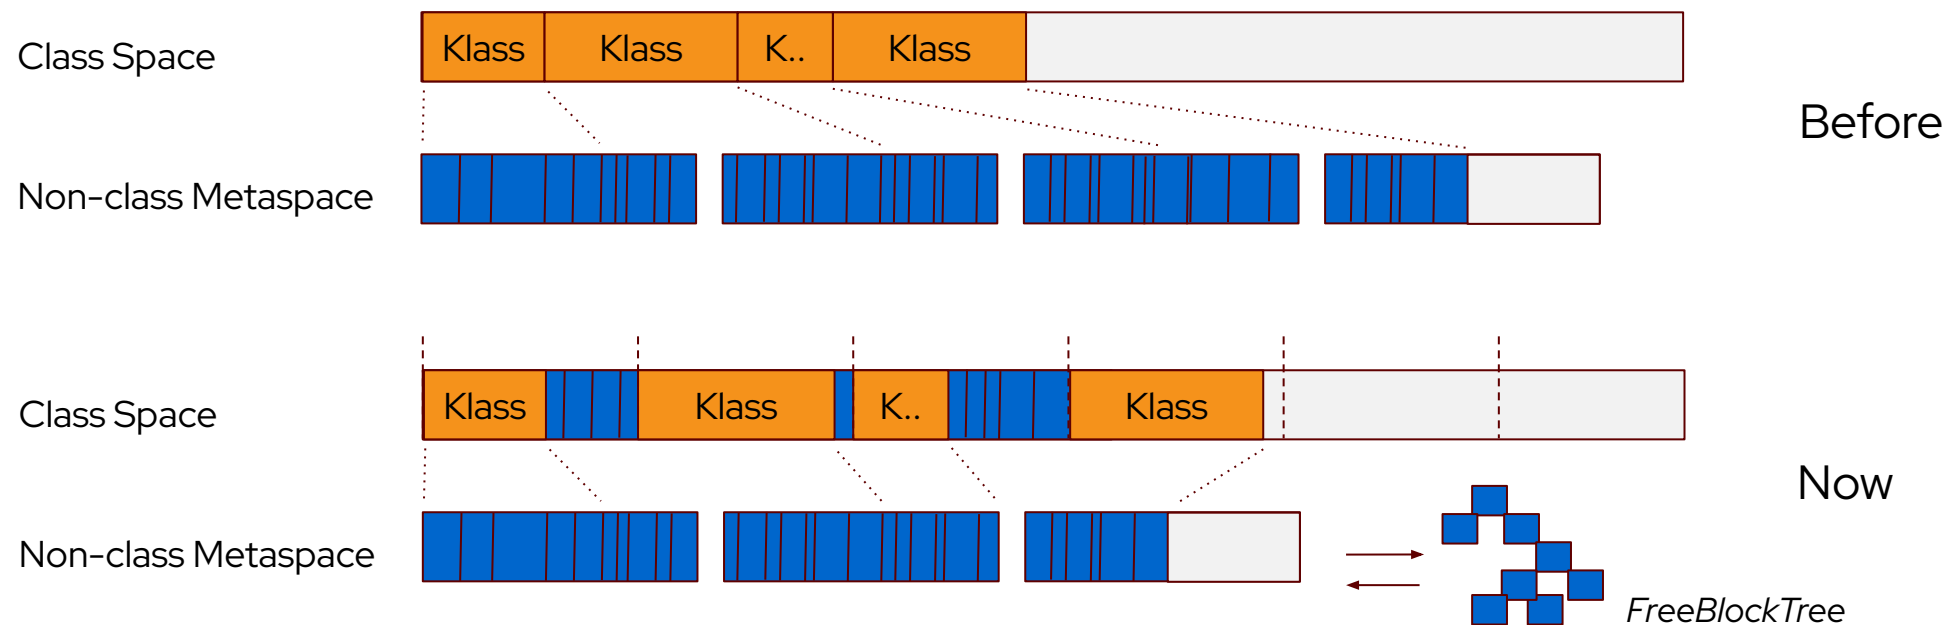 Class Space
Klass Klass K.. Klass
Before
Non-class Metaspace
Class Space
Klass Klass K.. Klass
Now
Non-class Metaspace
FreeBlockTree